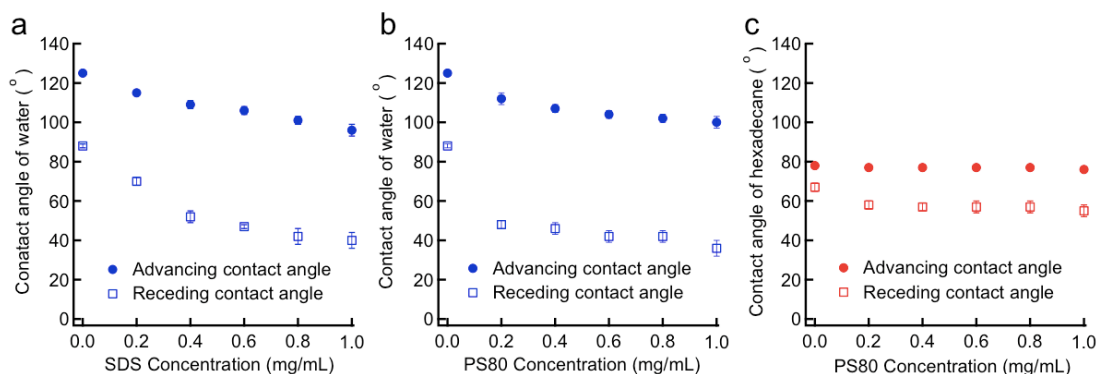 a
Conatact angle of water ( ° )
140
120
100
80
60
40
20
0
Advancing contact angle
Receding contact angle
0.0 0.2 0.4 0.6 0.8 1.0
SDS Concentration (mg/mL)
b
Contact angle of water ( ° )
140
120
100
80
60
40
20
0
Advancing contact angle
Receding contact angle
0.0 0.2 0.4 0.6 0.8 1.0
PS80 Concentration (mg/mL)
c
Contact angle of hexadecane ( ° )
140
120
100
80
60
40
20
0
Advancing contact angle
Receding contact angle
0.0 0.2 0.4 0.6 0.8 1.0
PS80 Concentration (mg/mL)